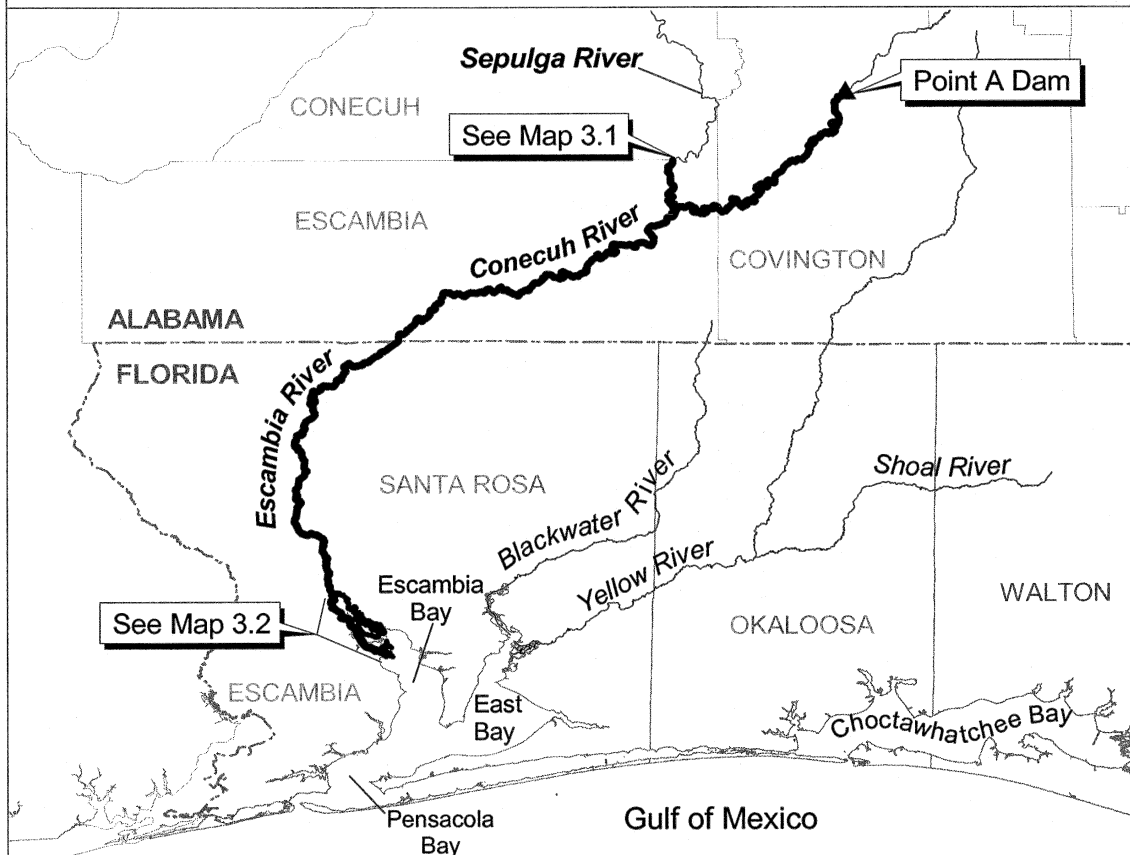 Sepulga River
Point A Dam
CONECUH
See Map 3.1
ESCAMBIA
Conecuh River
COVINGTON
ALABAMA
FLORIDA
Escambia River
SANTA ROSA
Shoal River
Blackwater River
Yellow River
Escambia
Bay
WALTON
See Map 3.2
OKALOOSA
ESCAMBIA
East
Bay
Choctawhatchee Bay
Pensacola
Bay
Gulf of Mexico